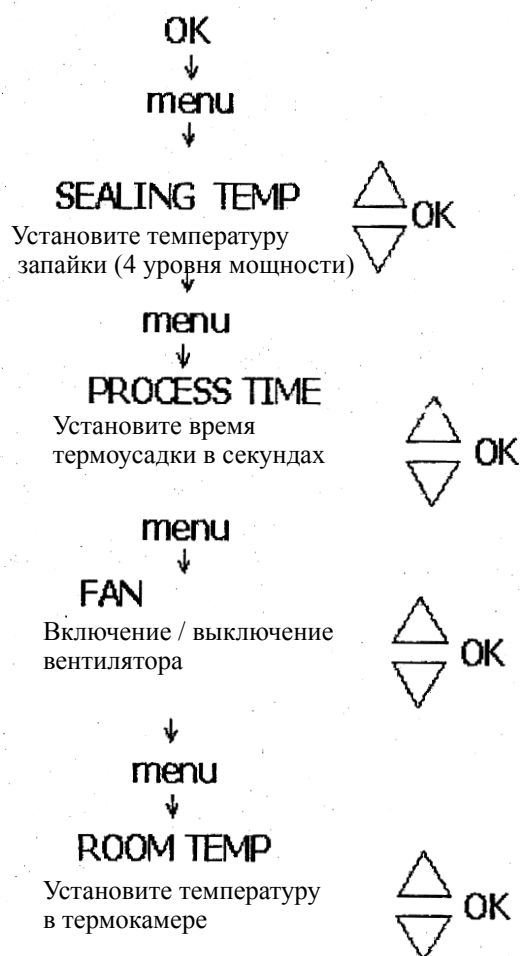 OK
menu
SEALING TEMP
OK
Установите температуру
запайки (4 уровня мощности)
menu
PROCESS TIME
Установите время
термоусадки в секундах
OK
menu
FAN
Включение / выключение
вентилятора
OK
menu
ROOM TEMP
Установите температуру
в термокамере
OK